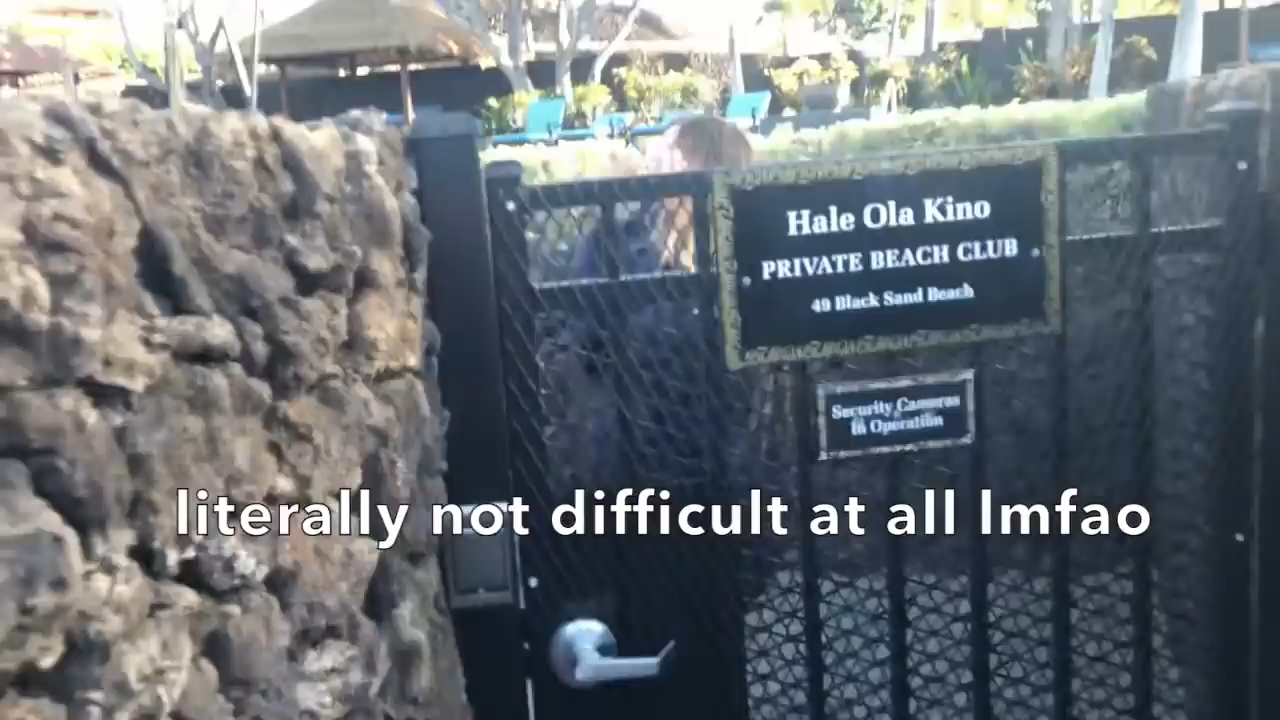 Hale Ola Kino
PRIVATE BEACH CLUB
49 Black Sand Beach
Security Cameras
In Operation
literally not difficult at all lmfao